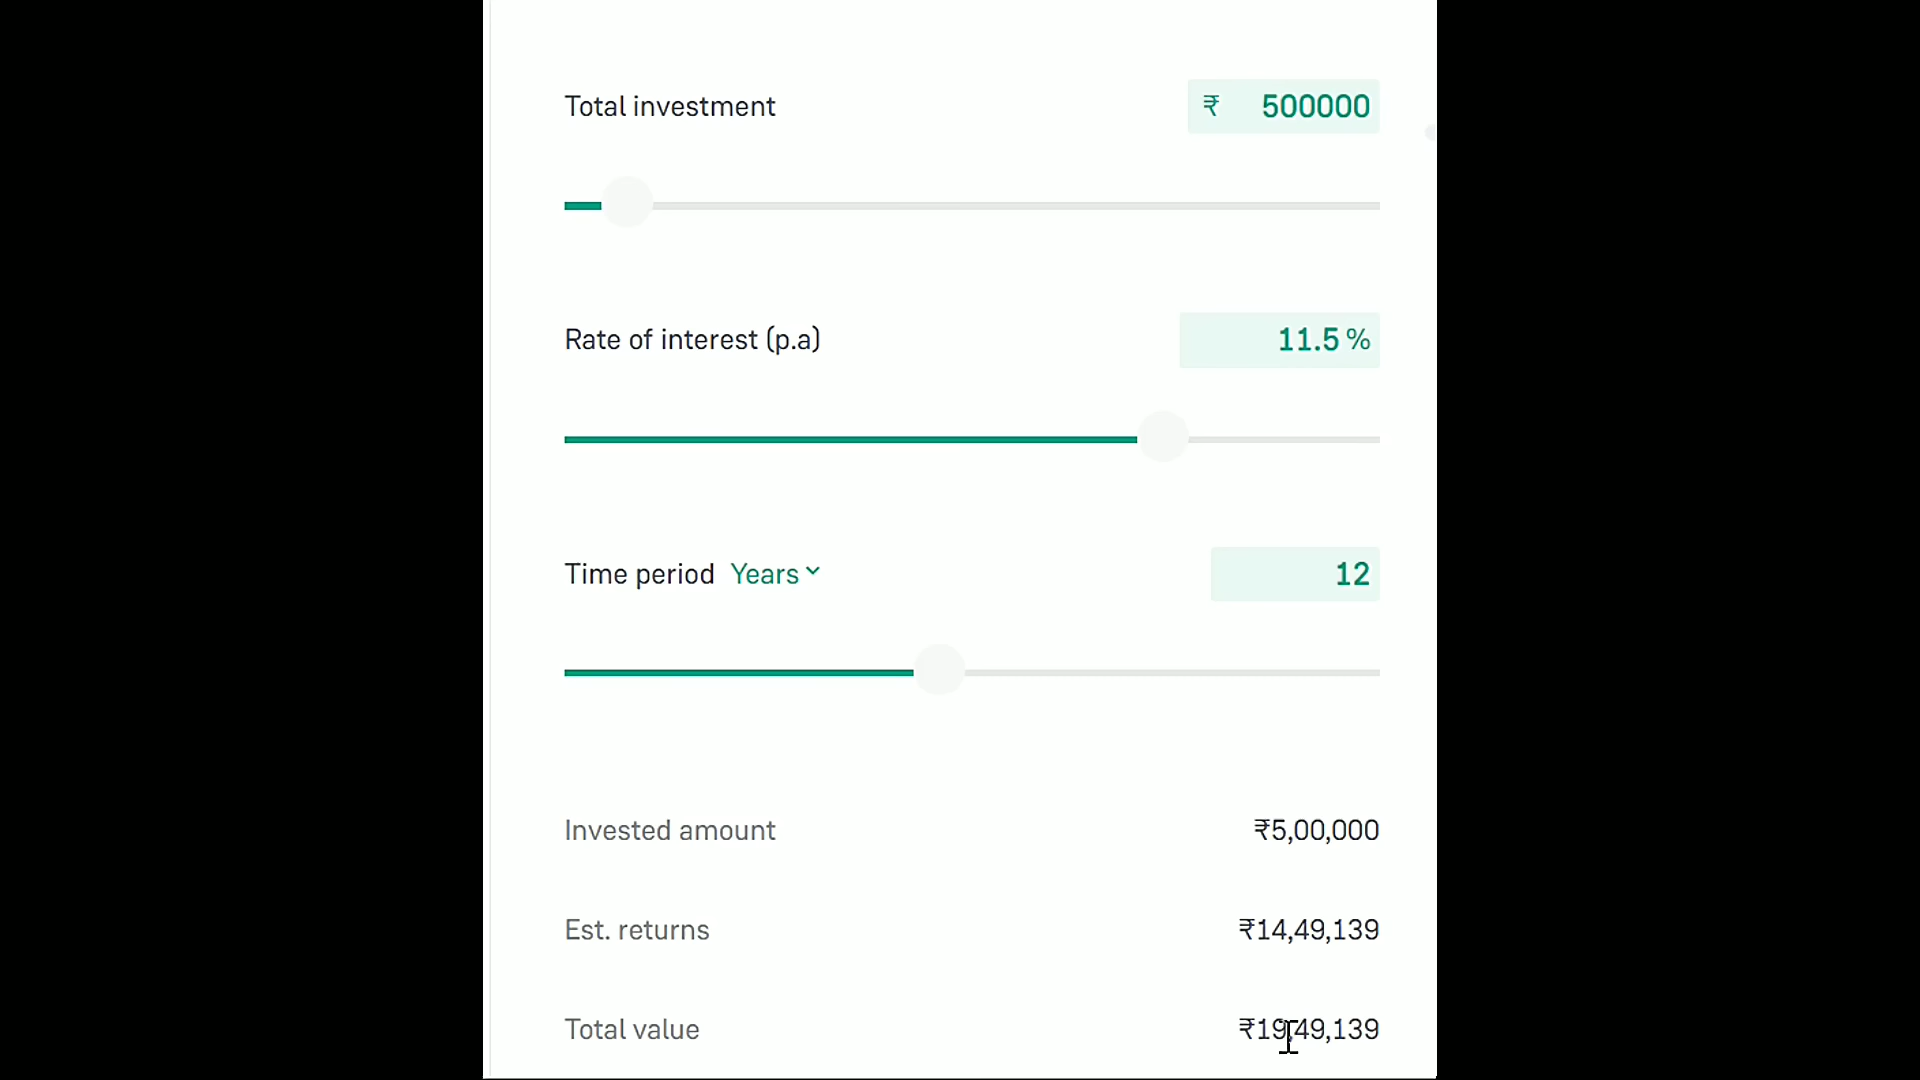 Total investment ₹ 500000
Rate of interest (p.a) 11.5 %
Time period Years 12
Invested amount ₹5,00,000
Est. returns ₹14,49,139
Total value ₹19,49,139